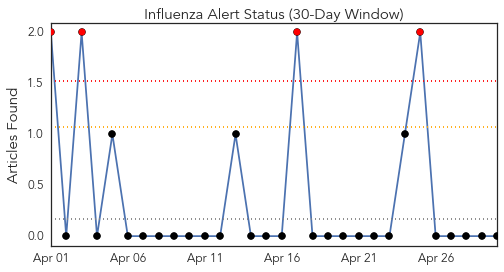 Influenza Alert Status (30-Day Window)
Articles Found
2.0
1.5
1.0
0.5
0.0
Apr 01 Apr 06 Apr 11 Apr 16 Apr 21 Apr 26